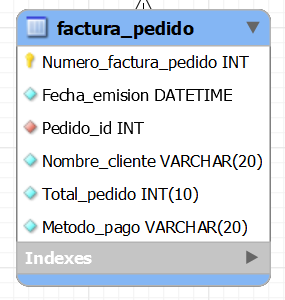 factura_pedido
Numero_factura_pedido INT
Fecha_emision DATETIME
Pedido_id INT
Nombre_cliente VARCHAR(20)
Total_pedido INT(10)
Metodo_pago VARCHAR(20)
Indexes